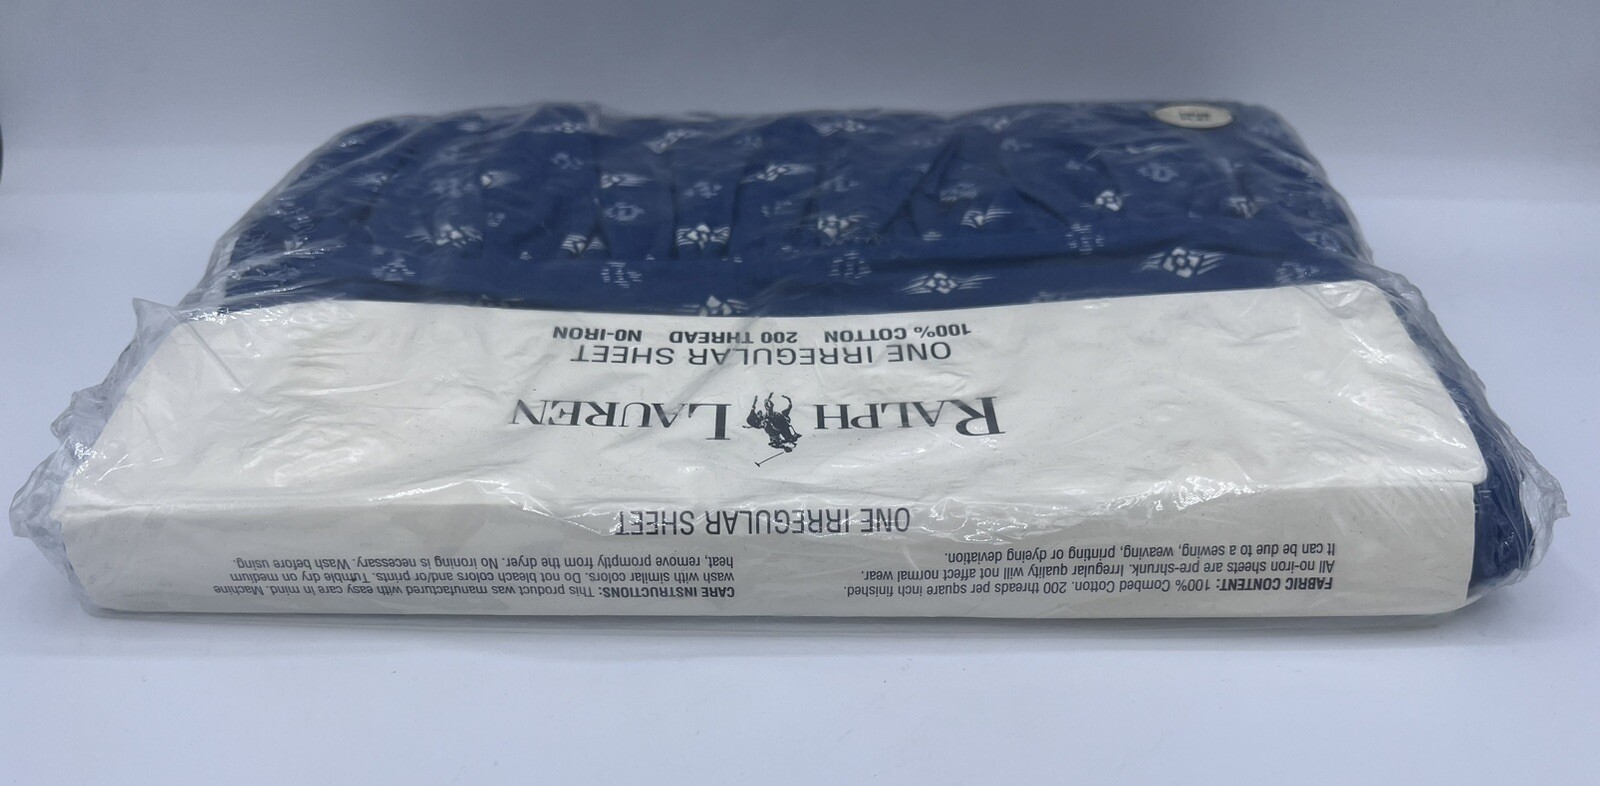 FABRIC CONTENT: 100% Combed Cotton. 200 threads per square inch finished.
All no-iron sheets are pre-shrunk. Irregular quality will not affect normal wear.
It can be due to a sewing, weaving, printing or dyeing deviation.
CARE INSTRUCTIONS: This product was manufactured with easy care in mind. Machine
wash with similar colors. Do not bleach colors and/or prints. Tumble dry on medium
heat, remove promptly from the dryer. No ironing is necessary. Wash before using.
ONE IRREGULAR SHEET
RALPH LAUREN
ONE IRREGULAR SHEET
100% COTTON 200 THREAD NO-IRON